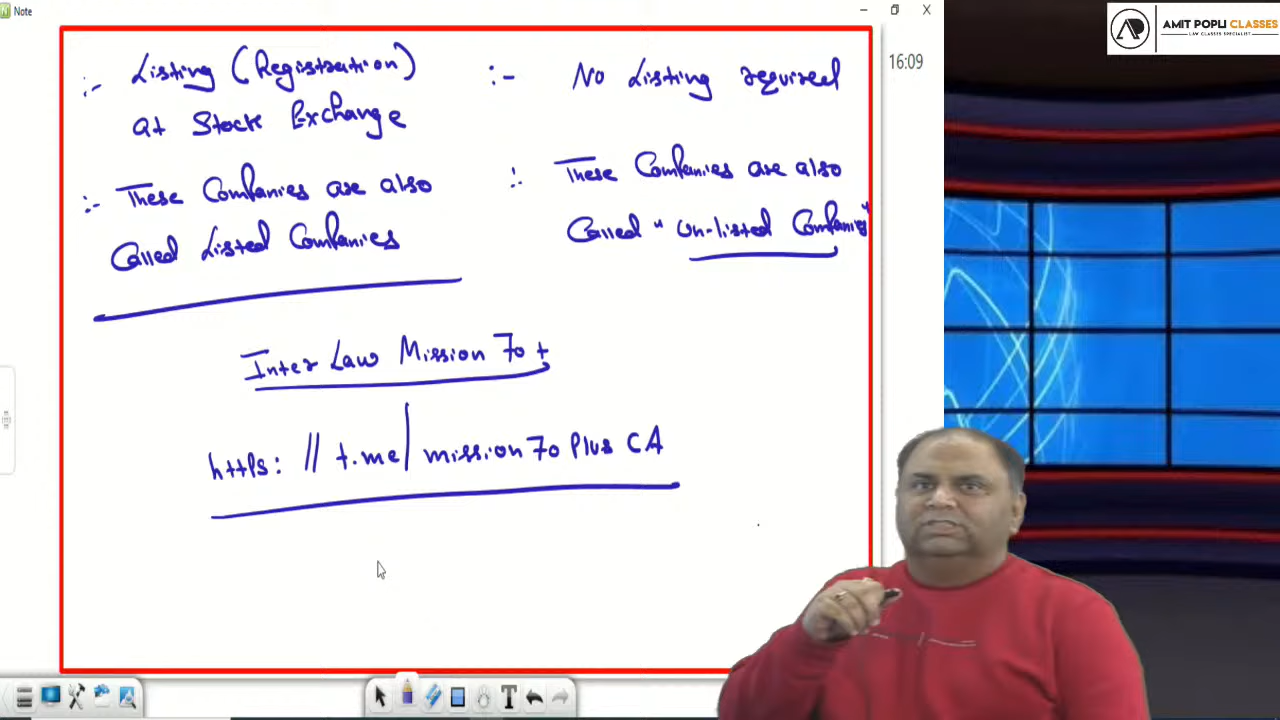 Note
AMIT POPLI CLASSES
LAW CLASSES SPECIALIST
16:09
:- Listing (Registration)
at Stock Exchange
:- These Companies are also
Called Listed Companies
:- No Listing required
:- These Companies are also
Called "Un-listed Companies"
Inter Law Mission 70 +
https: // t.me/mission 70 Plus CA